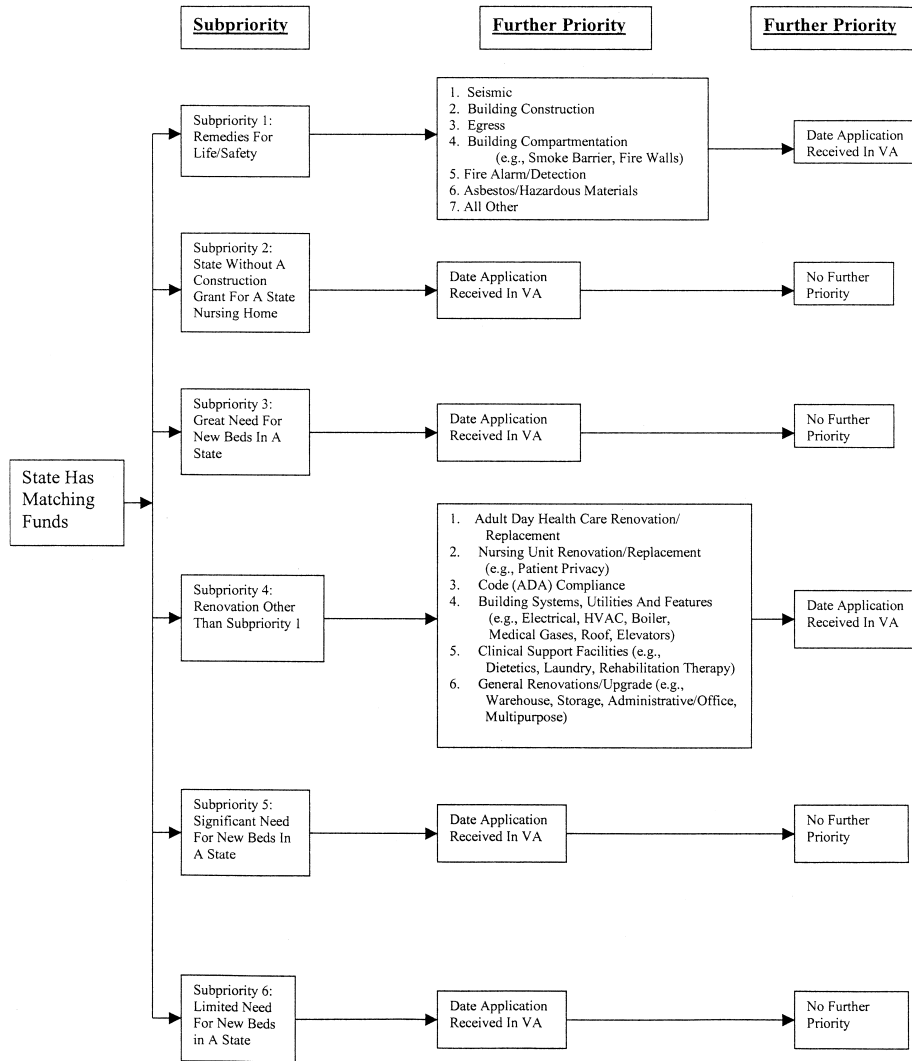 Subpriority
Further Priority
Further Priority
State Has
Matching
Funds
Subpriority 1:
Remedies For
Life/Safety
1. Seismic
2. Building Construction
3. Egress
4. Building Compartmentation
(e.g., Smoke Barrier, Fire Walls)
5. Fire Alarm/Detection
6. Asbestos/Hazardous Materials
7. All Other
Date Application
Received In VA
Subpriority 2:
State Without A
Construction
Grant For A State
Nursing Home
Date Application
Received In VA
No Further
Priority
Subpriority 3:
Great Need For
New Beds In A
State
Date Application
Received In VA
No Further
Priority
Subpriority 4:
Renovation Other
Than Subpriority 1
1. Adult Day Health Care Renovation/
Replacement
2. Nursing Unit Renovation/Replacement
(e.g., Patient Privacy)
3. Code (ADA) Compliance
4. Building Systems, Utilities And Features
(e.g., Electrical, HVAC, Boiler,
Medical Gases, Roof, Elevators)
5. Clinical Support Facilities (e.g.,
Dietetics, Laundry, Rehabilitation Therapy)
6. General Renovations/Upgrade (e.g.,
Warehouse, Storage, Administrative/Office,
Multipurpose)
Date Application
Received In VA
Subpriority 5:
Significant Need
For New Beds In
A State
Date Application
Received In VA
No Further
Priority
Subpriority 6:
Limited Need
For New Beds
in A State
Date Application
Received In VA
No Further
Priority